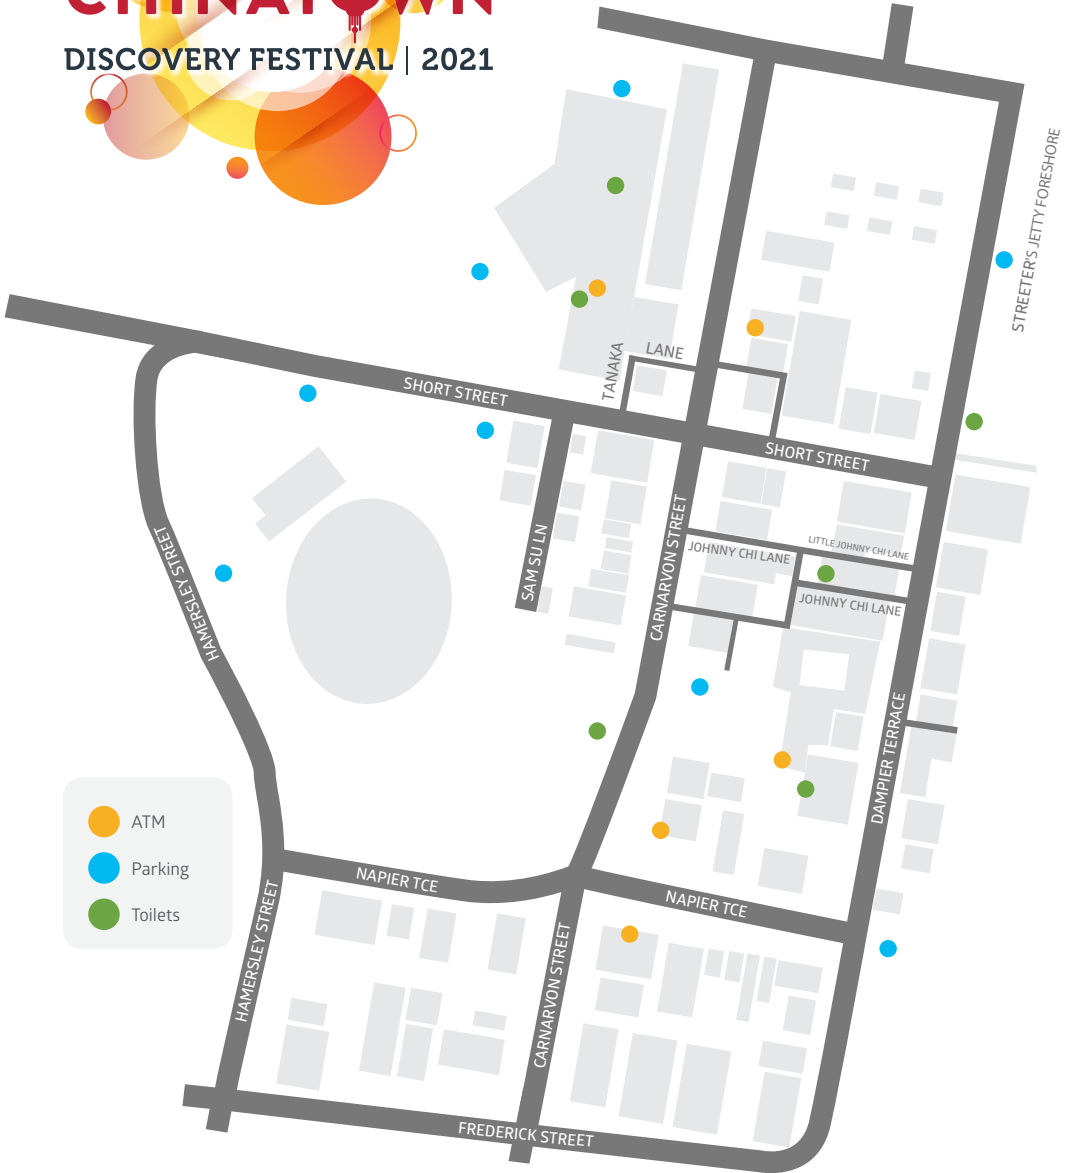 CHINATOWN
DISCOVERY FESTIVAL | 2021
STREETER'S JETTY FORESHORE
TANAKA
LANE
SHORT STREET
SHORT STREET
SAM SU LN
CARNARVON STREET
JOHNNY CHI LANE
LITTLE JOHNNY CHI LANE
JOHNNY CHI LANE
HAMERSLEY STREET
DAMPIER TERRACE
ATM
Parking
Toilets
NAPIER TCE
NAPIER TCE
HAMERSLEY STREET
CARNARVON STREET
FREDERICK STREET